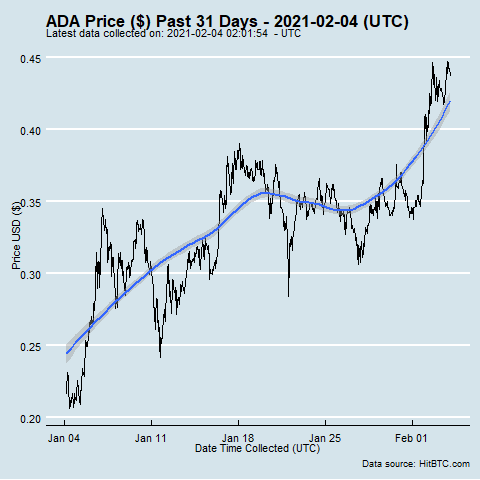 ADA Price ($) Past 31 Days - 2021-02-04 (UTC)
Latest data collected on: 2021-02-04 02:01:54 - UTC
0.45
0.40
0.35
0.30
0.25
0.20
Price USD ($)
Jan 04 Jan 11 Jan 18 Jan 25 Feb 01
Date Time Collected (UTC)
Data source: HitBTC.com